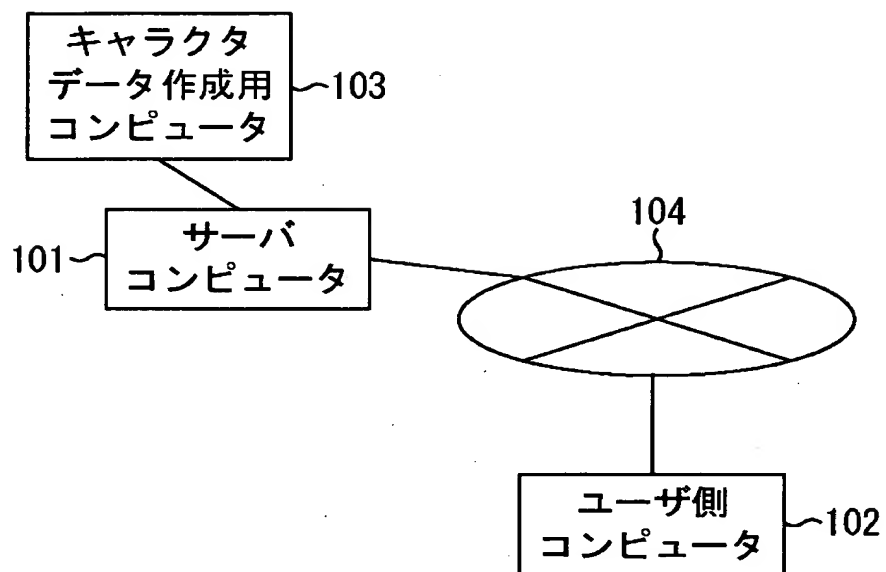 キャラクタ
データ作成用
コンピュータ
103
サーバ
コンピュータ
101
104
ユーザ側
コンピュータ
102